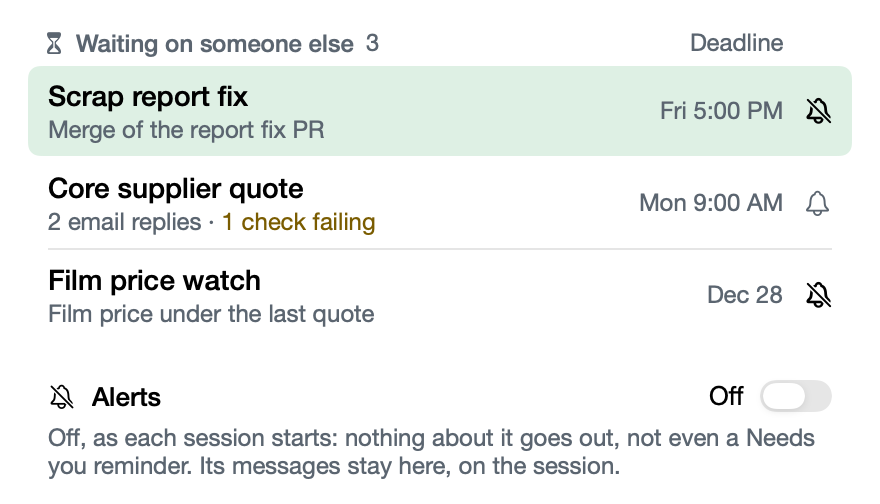 Waiting on someone else 3 Deadline
Scrap report fix
Merge of the report fix PR
Fri 5:00 PM
Core supplier quote
2 email replies · 1 check failing
Mon 9:00 AM
Film price watch
Film price under the last quote
Dec 28
Alerts Off
Off, as each session starts: nothing about it goes out, not even a Needs
you reminder. Its messages stay here, on the session.